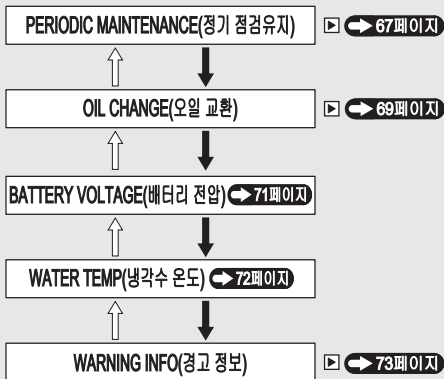 PERIODIC MAINTENANCE(정기 점검유지) 67페이지
OIL CHANGE(오일 교환) 69페이지
BATTERY VOLTAGE(배터리 전압) 71페이지
WATER TEMP(냉각수 온도) 72페이지
WARNING INFO(경고 정보) 73페이지